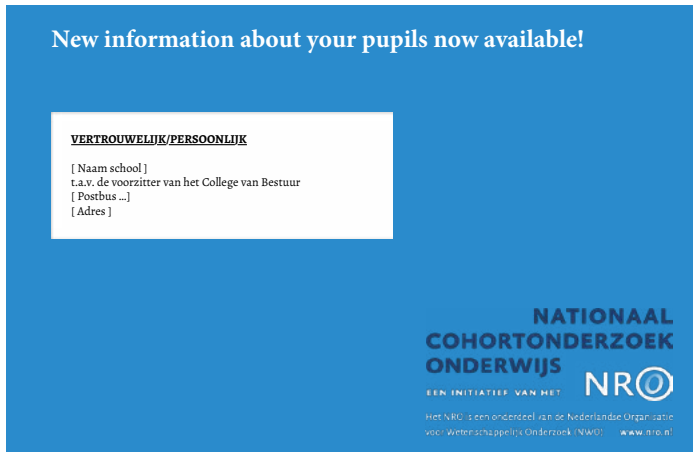 New information about your pupils now available!
VERTROUWELIJK/PERSOONLIJK
[ Naam school ]
t.a.v. de voorzitter van het College van Bestuur
[ Postbus ...]
[ Adres ]
NATIONAAL
COHORTONDERZOEK
ONDERWIJS
EEN INITIATIEF VAN HET NRO
Het NRO is een onderdeel van de Nederlandse Organisatie
voor Wetenschappelijk Onderzoek (NWO) www.nro.nl